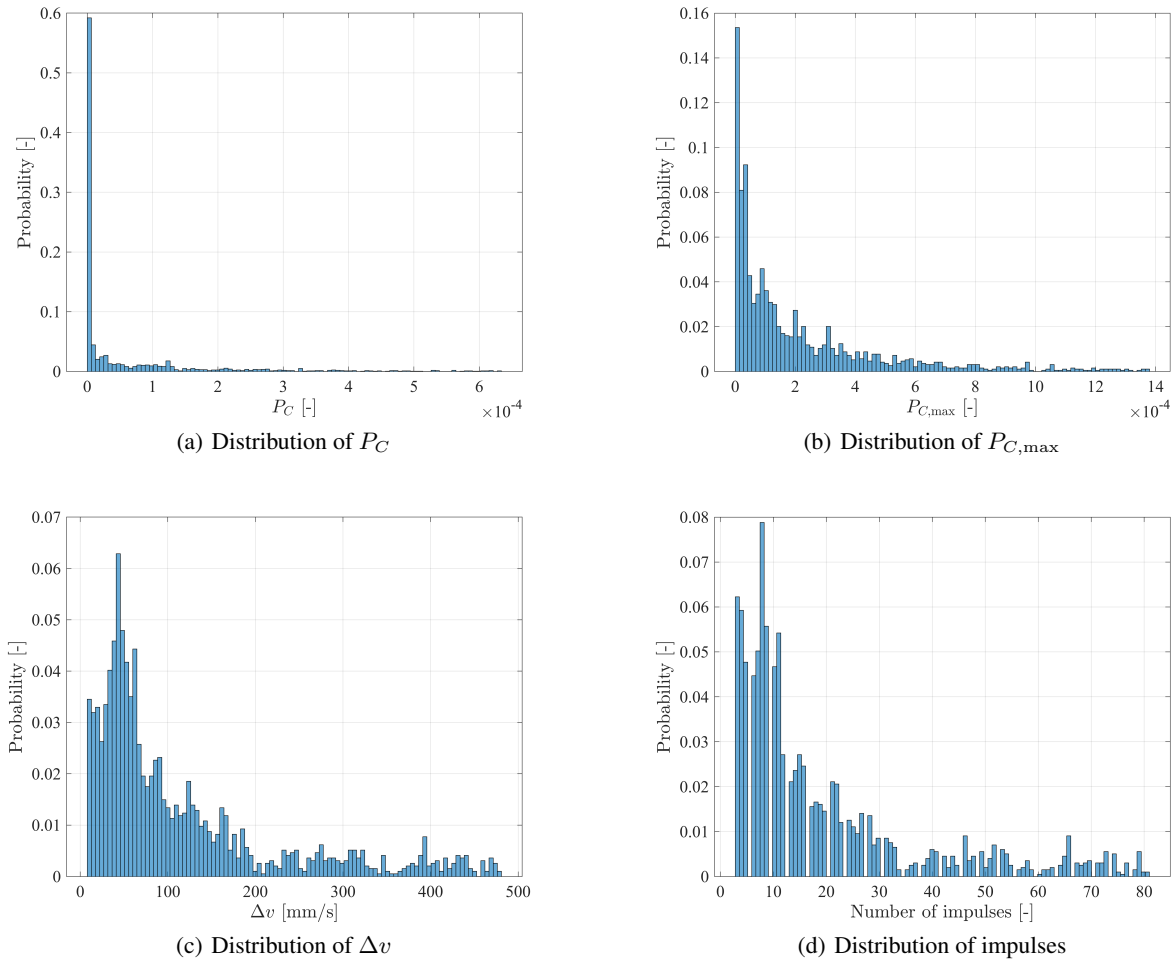 0.6
0.5
0.4
0.3
0.2
0.1
0
Probability [-]
0 1 2 3 4 5 6
P_C [-]
×10^-4
(a) Distribution of P_C
0.16
0.14
0.12
0.1
0.08
0.06
0.04
0.02
0
Probability [-]
0 2 4 6 8 10 12 14
P_{C,max} [-]
×10^-4
(b) Distribution of P_{C,max}
0.07
0.06
0.05
0.04
0.03
0.02
0.01
0
Probability [-]
0 100 200 300 400 500
Δv [mm/s]
(c) Distribution of Δv
0.08
0.07
0.06
0.05
0.04
0.03
0.02
0.01
0
Probability [-]
0 10 20 30 40 50 60 70 80
Number of impulses [-]
(d) Distribution of impulses